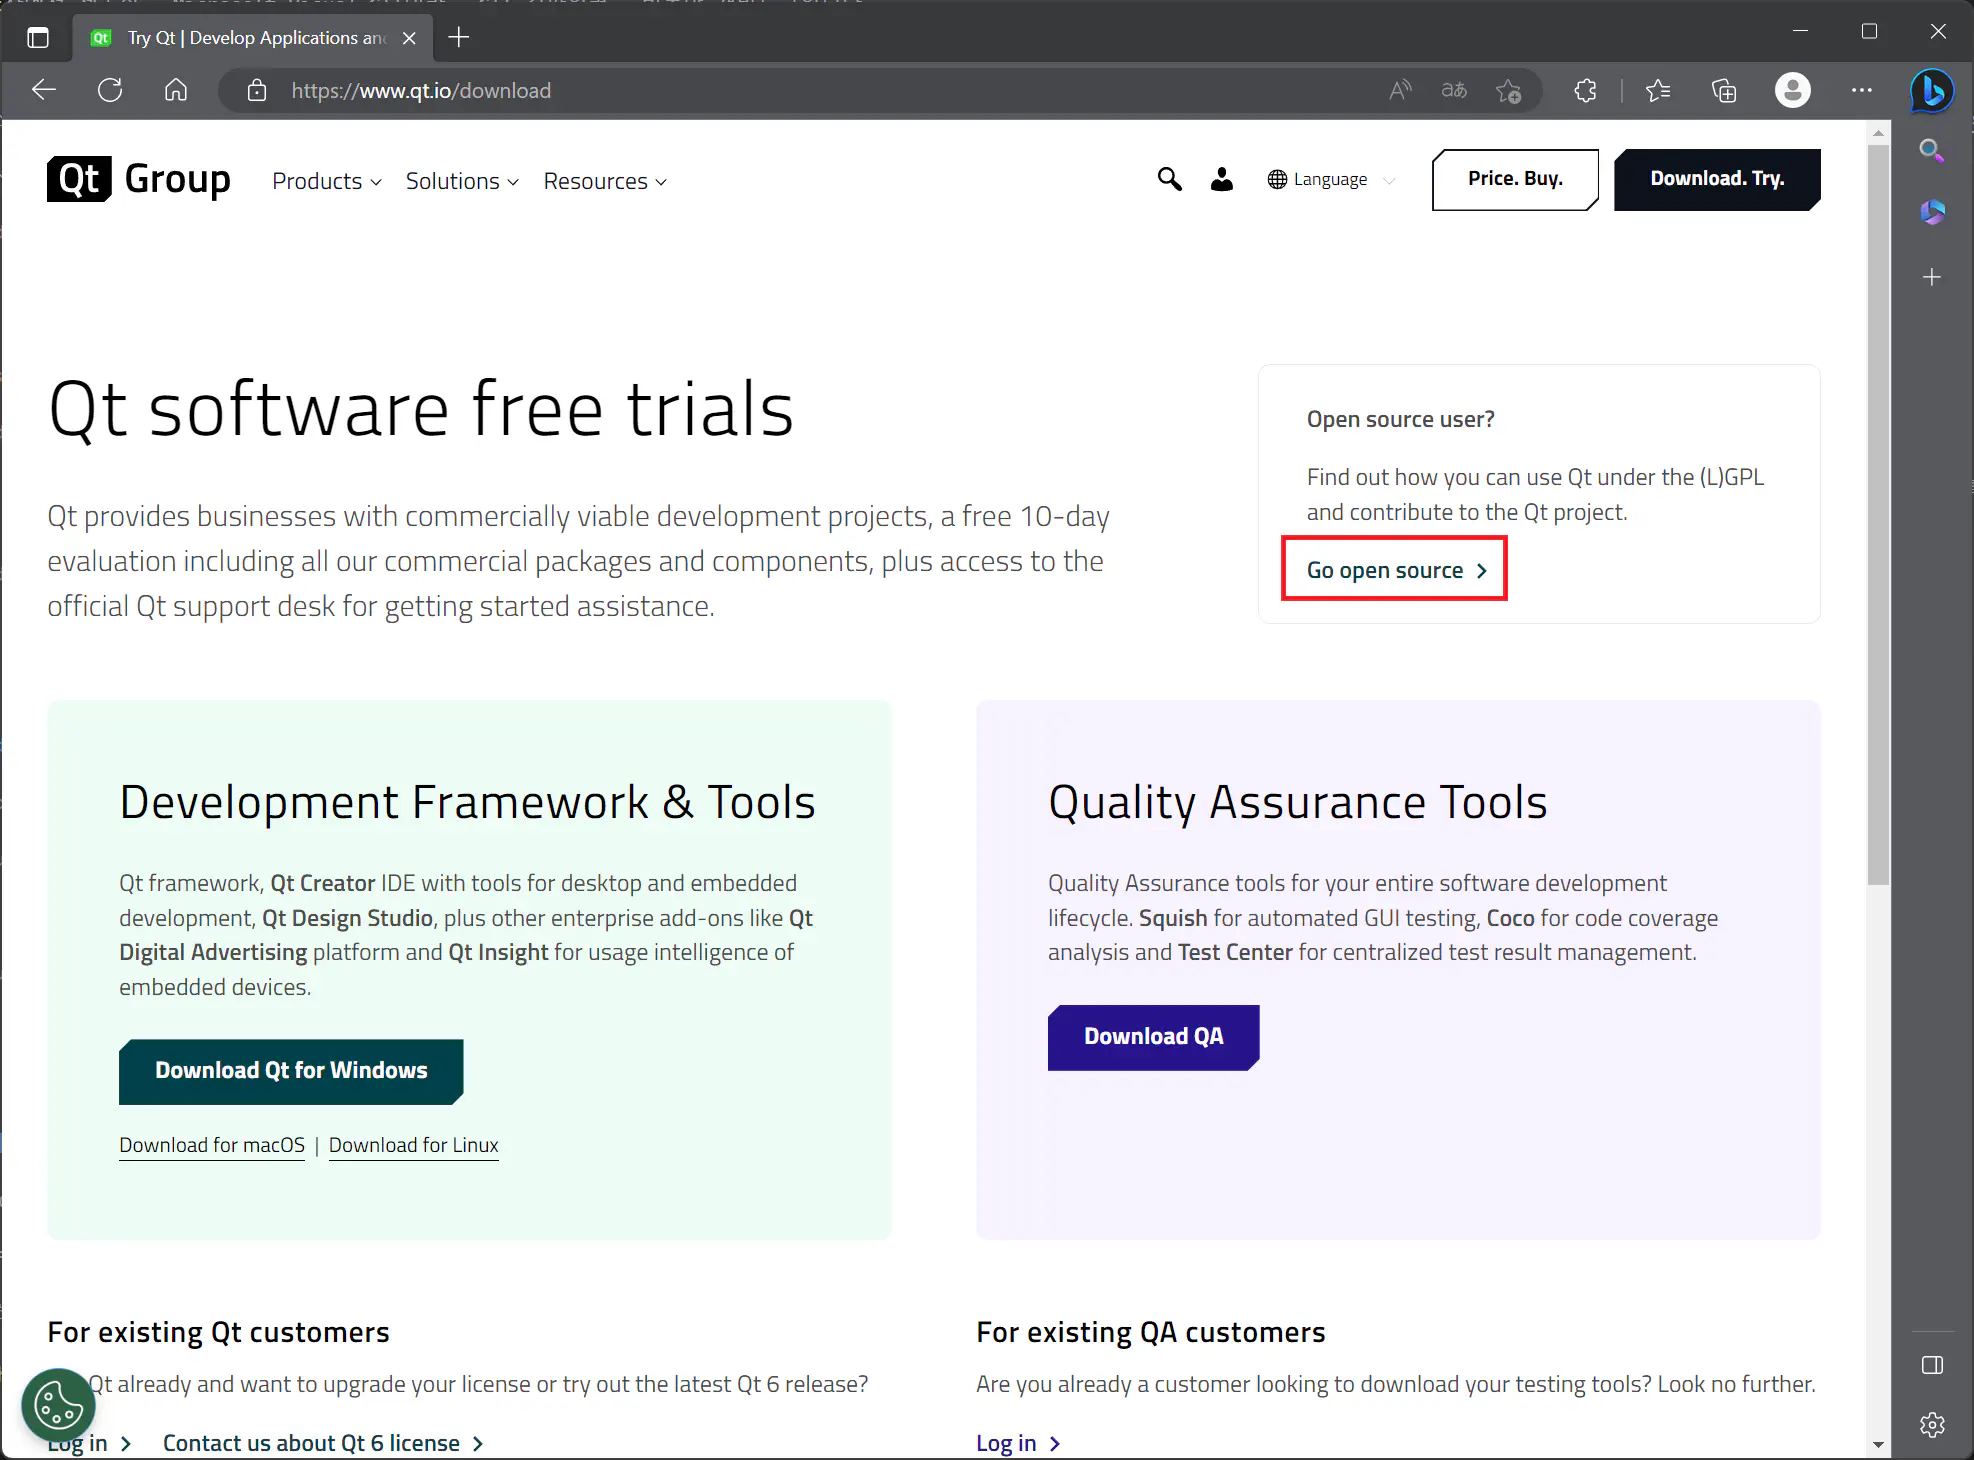 Try Qt | Develop Applications an
https://www.qt.io/download
Qt Group
Products
Solutions
Resources
Language
Price. Buy.
Download. Try.
Qt software free trials
Qt provides businesses with commercially viable development projects, a free 10-day
evaluation including all our commercial packages and components, plus access to the
official Qt support desk for getting started assistance.
Open source user?
Find out how you can use Qt under the (L)GPL
and contribute to the Qt project.
Go open source
Development Framework & Tools
Qt framework, Qt Creator IDE with tools for desktop and embedded
development, Qt Design Studio, plus other enterprise add-ons like Qt
Digital Advertising platform and Qt Insight for usage intelligence of
embedded devices.
Download Qt for Windows
Download for macOS | Download for Linux
Quality Assurance Tools
Quality Assurance tools for your entire software development
lifecycle. Squish for automated GUI testing, Coco for code coverage
analysis and Test Center for centralized test result management.
Download QA
For existing Qt customers
Qt already and want to upgrade your license or try out the latest Qt 6 release?
Log in
Contact us about Qt 6 license
For existing QA customers
Are you already a customer looking to download your testing tools? Look no further.
Log in